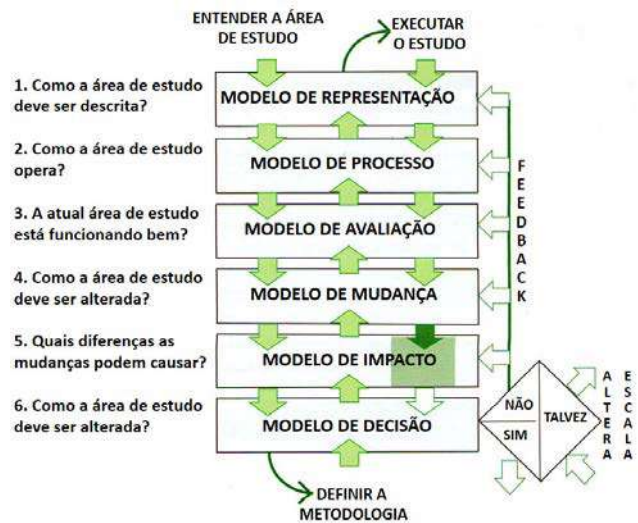 ENTENDER A ÁREA
DE ESTUDO
EXECUTAR
O ESTUDO
1. Como a área de estudo
deve ser descrita?
MODELO DE REPRESENTAÇÃO
2. Como a área de estudo
opera?
MODELO DE PROCESSO
3. A atual área de estudo
está funcionando bem?
MODELO DE AVALIAÇÃO
4. Como a área de estudo
deve ser alterada?
MODELO DE MUDANÇA
5. Quais diferenças as
mudanças podem causar?
MODELO DE IMPACTO
6. Como a área de estudo
deve ser alterada?
MODELO DE DECISÃO
FEEDBACK
NÃO
SIM
TALVEZ
ALTERA
ESCALA
DEFINIR A
METODOLOGIA